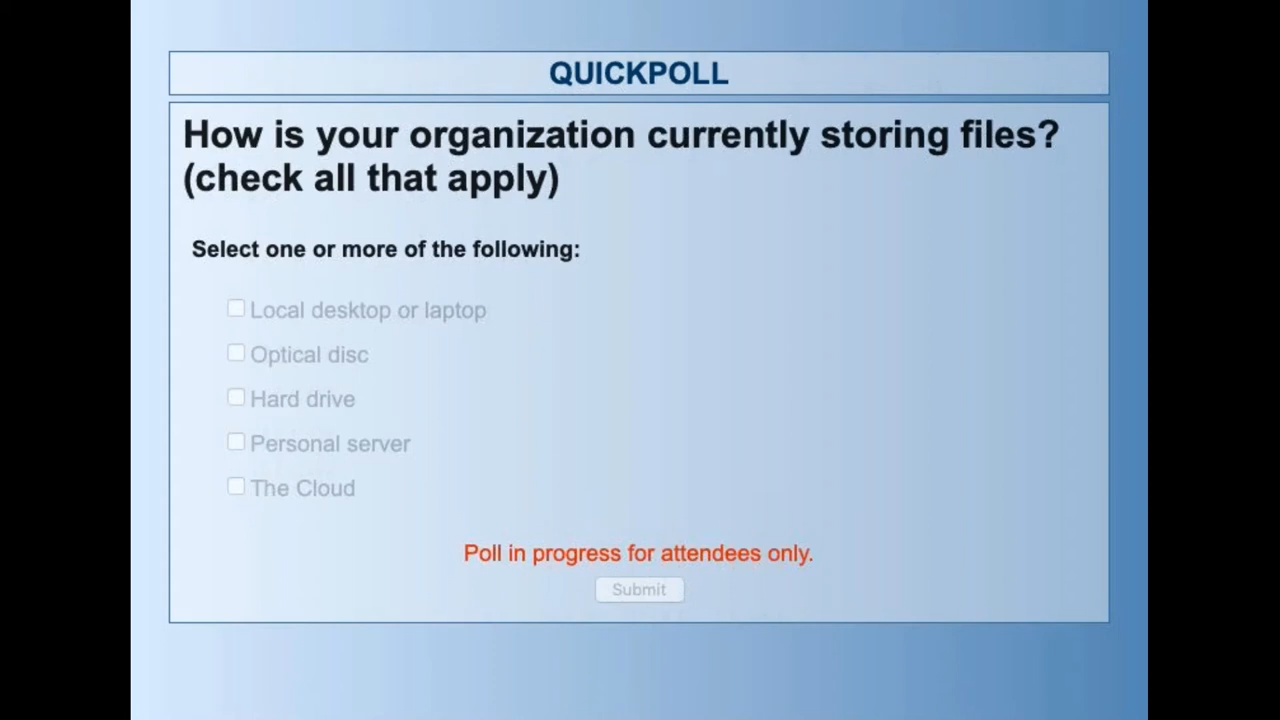 QUICKPOLL
How is your organization currently storing files?
(check all that apply)
Select one or more of the following:
Local desktop or laptop
Optical disc
Hard drive
Personal server
The Cloud
Poll in progress for attendees only.
Submit